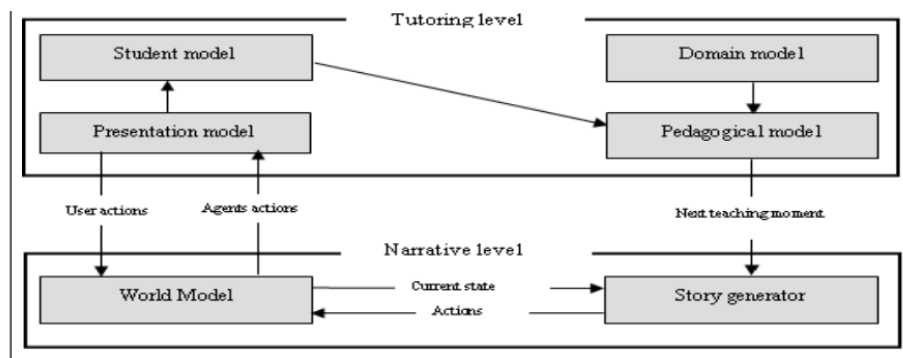 Tutoring level
Student model
Domain model
Presentation model
Pedagogical model
User actions
Agents actions
Next teaching moment
Narrative level
World Model
Current state
Actions
Story generator